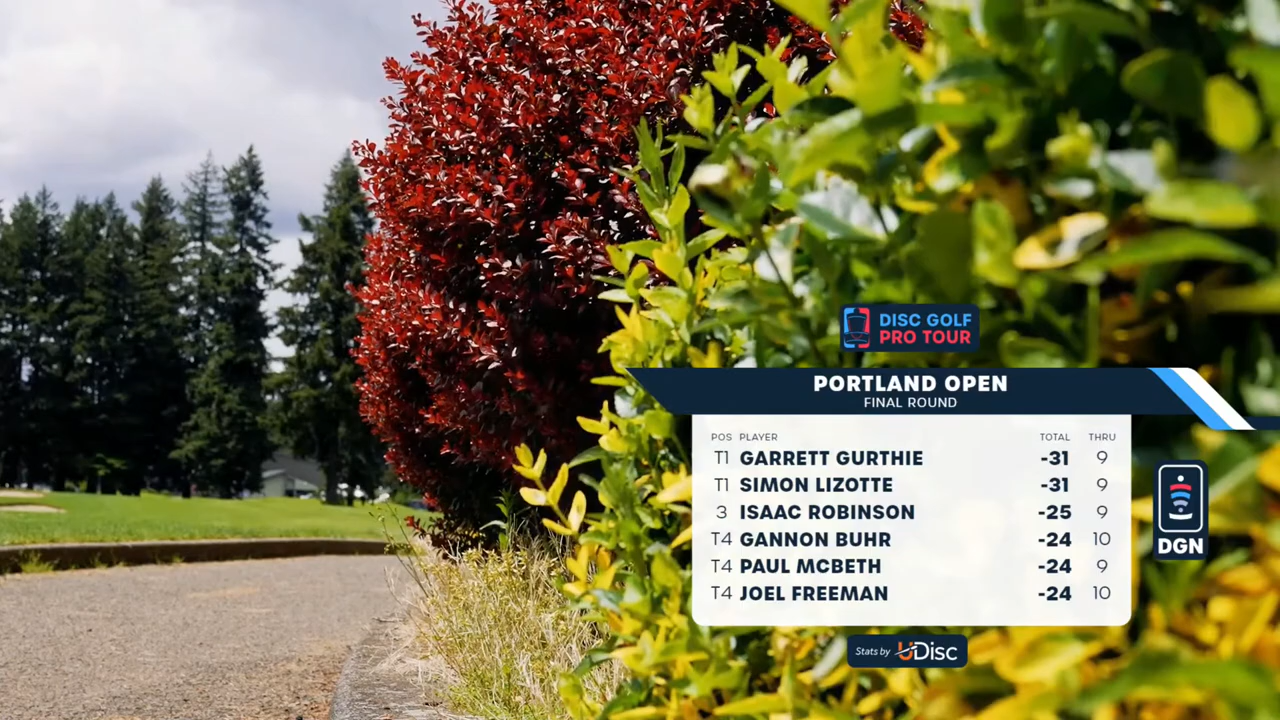 DISC GOLF
PRO TOUR
PORTLAND OPEN
FINAL ROUND
POS PLAYER TOTAL THRU
T1 GARRETT GURTHIE -31 9
T1 SIMON LIZOTTE -31 9
3 ISAAC ROBINSON -25 9
T4 GANNON BUHR -24 10
T4 PAUL MCBETH -24 9
T4 JOEL FREEMAN -24 10
DGN
Stats by UDisc